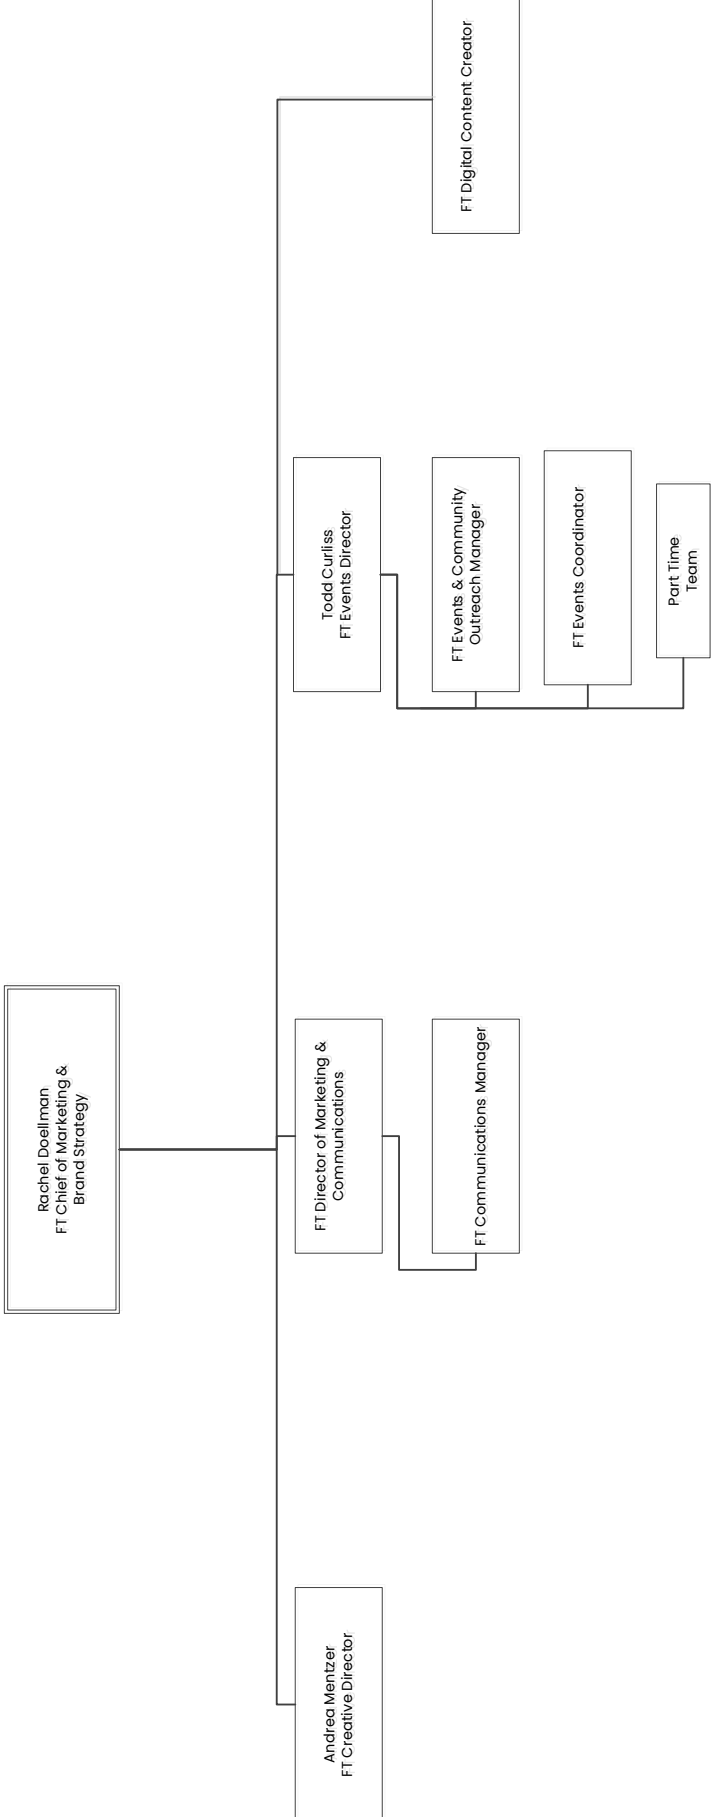 Rachel Doellman
FT Chief of Marketing &
Brand Strategy
Andrea Mentzer
FT Creative Director
FT Director of Marketing &
Communications
FT Communications Manager
Todd Curliss
FT Events Director
FT Events & Community
Outreach Manager
FT Events Coordinator
Part Time
Team
FT Digital Content Creator